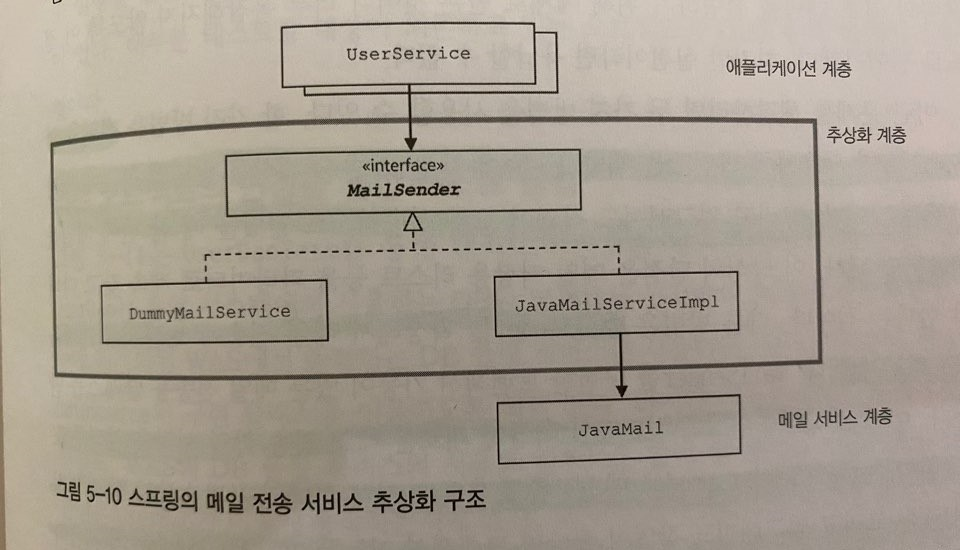 UserService
애플리케이션 계층
추상화 계층
«interface»
MailSender
DummyMailService
JavaMailServiceImpl
JavaMail
메일 서비스 계층
그림 5-10 스프링의 메일 전송 서비스 추상화 구조